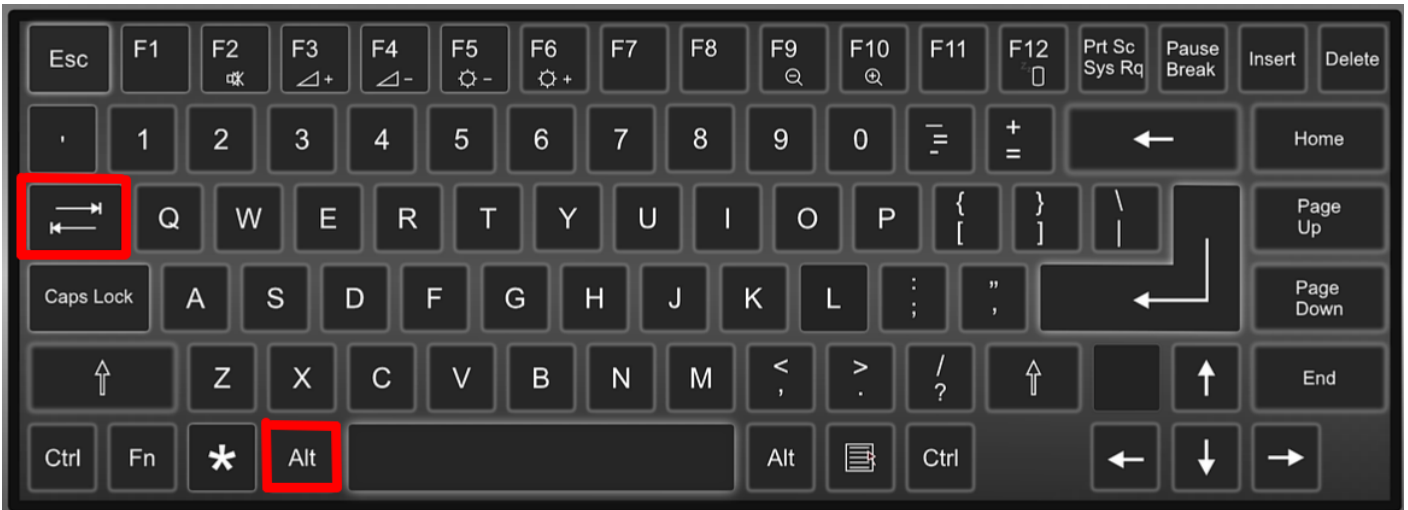 Esc F1 F2 F3 F4 F5 F6 F7 F8 F9 F10 F11 F12 Prt Sc Sys Rq Pause Break Insert Delete
' 1 2 3 4 5 6 7 8 9 0 _ - = + = ← Home
Q W E R T Y U I O P { [ } ] \ | Page Up
Caps Lock A S D F G H J K L : ; " , Page Down
⇧ Z X C V B N M < , > . / ? ⇧ ↑ End
Ctrl Fn * Alt Alt Ctrl ← ↓ →